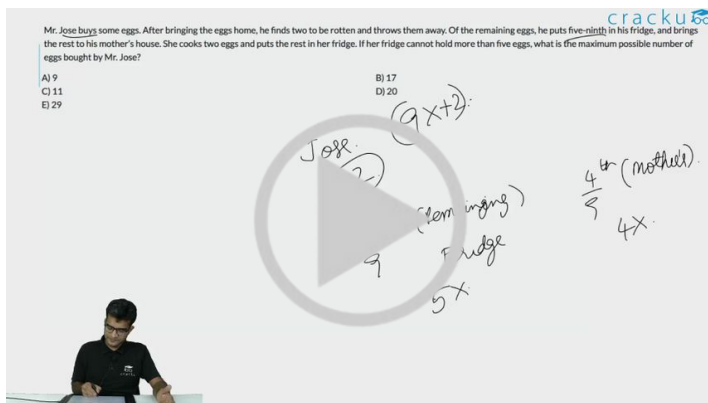 cracku
Mr. Jose buys some eggs. After bringing the eggs home, he finds two to be rotten and throws them away. Of the remaining eggs, he puts five-ninth in his fridge, and brings
the rest to his mother's house. She cooks two eggs and puts the rest in her fridge. If her fridge cannot hold more than five eggs, what is the maximum possible number of
eggs bought by Mr. Jose?
A) 9 B) 17
C) 11 D) 20
E) 29
(9x+2).
Jose.
2
4th (mother's).
9
(remainging)
4x.
9 Fridge
5x.